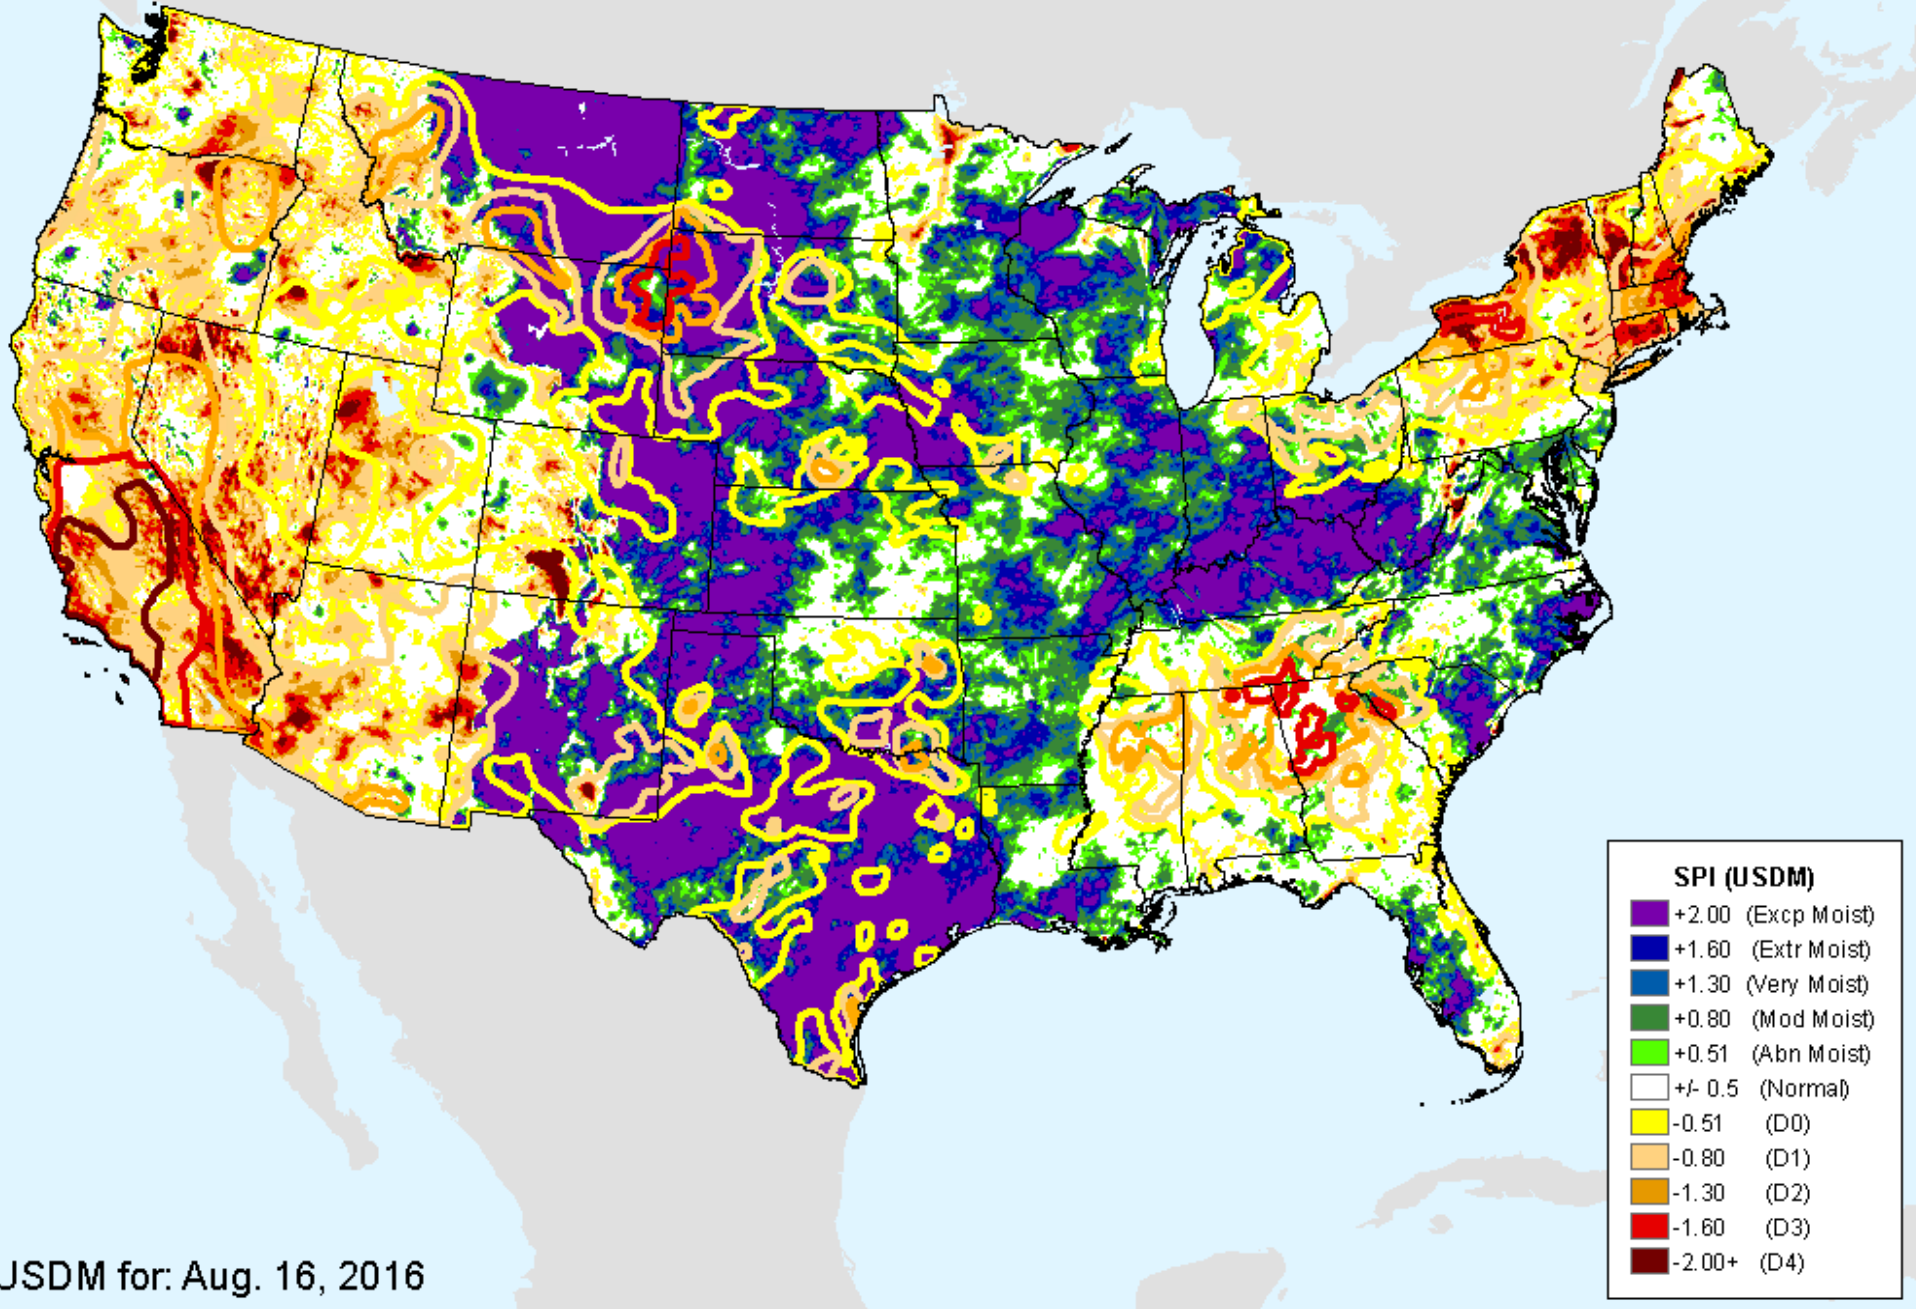 SPI (USDM)
+2.00 (Excp Moist)
+1.60 (Extr Moist)
+1.30 (Very Moist)
+0.80 (Mod Moist)
+0.51 (Abn Moist)
+/- 0.5 (Normal)
-0.51 (D0)
-0.80 (D1)
-1.30 (D2)
-1.60 (D3)
-2.00+ (D4)
USDM for: Aug. 16, 2016